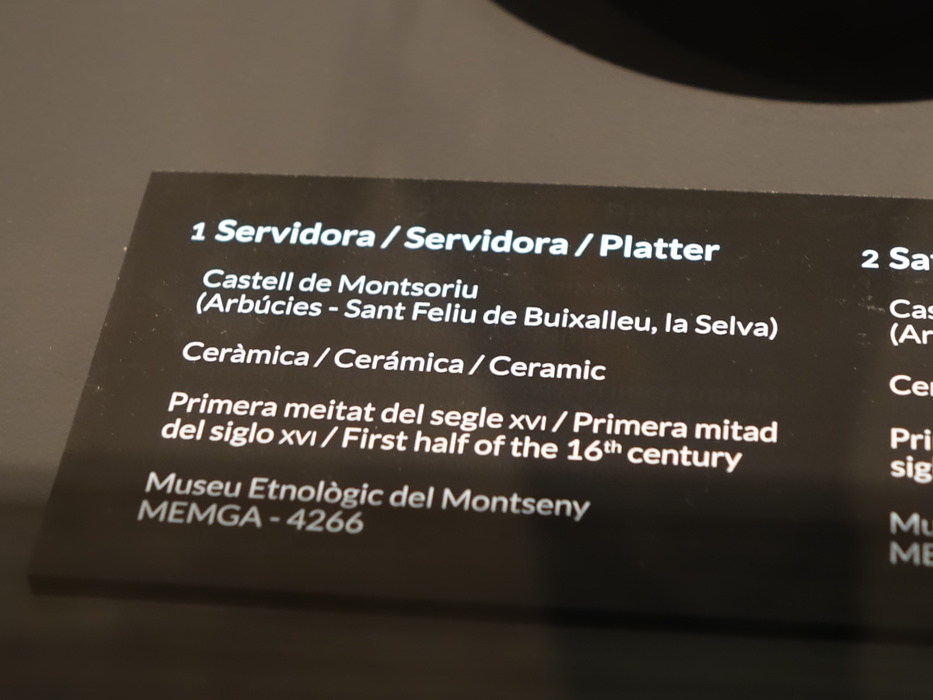 1 Servidora / Servidora / Platter
Castell de Montsoriu
(Arbúcies - Sant Feliu de Buixalleu, la Selva)
Ceràmica / Cerámica / Ceramic
Primera meitat del segle XVI / Primera mitad
del siglo XVI / First half of the 16th century
Museu Etnològic del Montseny
MEMGA - 4266
2